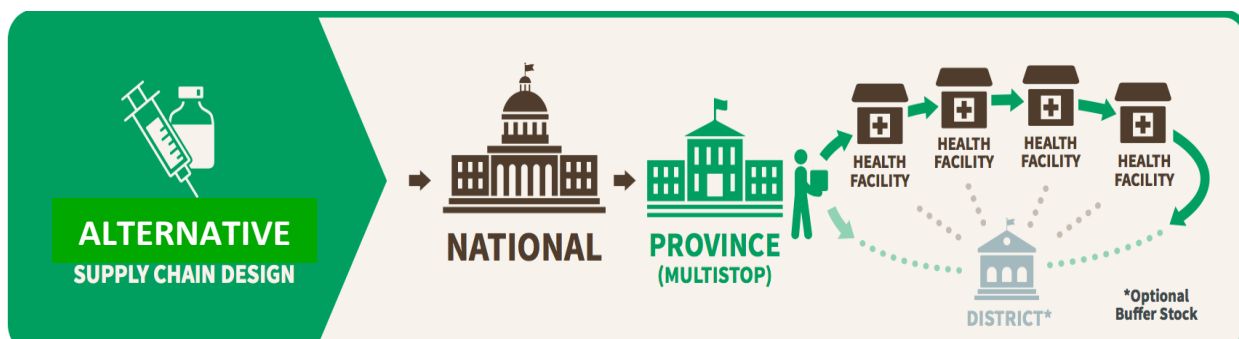 ALTERNATIVE
SUPPLY CHAIN DESIGN
NATIONAL
PROVINCE
(MULTISTOP)
HEALTH
FACILITY
HEALTH
FACILITY
HEALTH
FACILITY
HEALTH
FACILITY
DISTRICT*
*Optional
Buffer Stock